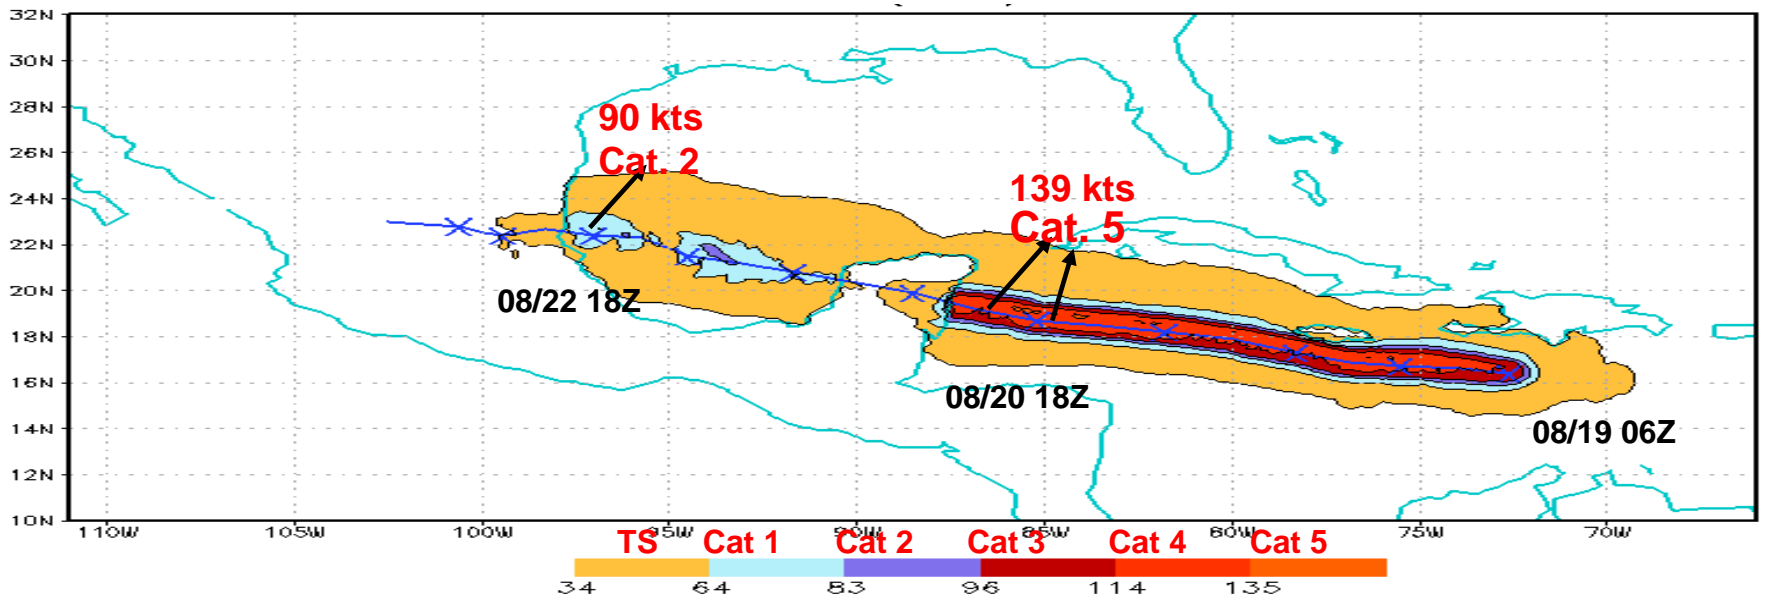 32N
30N
28N
26N
24N
22N
20N
18N
16N
14N
12N
10N
90 kts
Cat. 2
139 kts
Cat. 5
08/22 18Z
08/20 18Z
08/19 06Z
110W 105W 100W 95W 90W 85W 80W 75W 70W
TS Cat 1 Cat 2 Cat 3 Cat 4 Cat 5
34 64 83 96 114 135